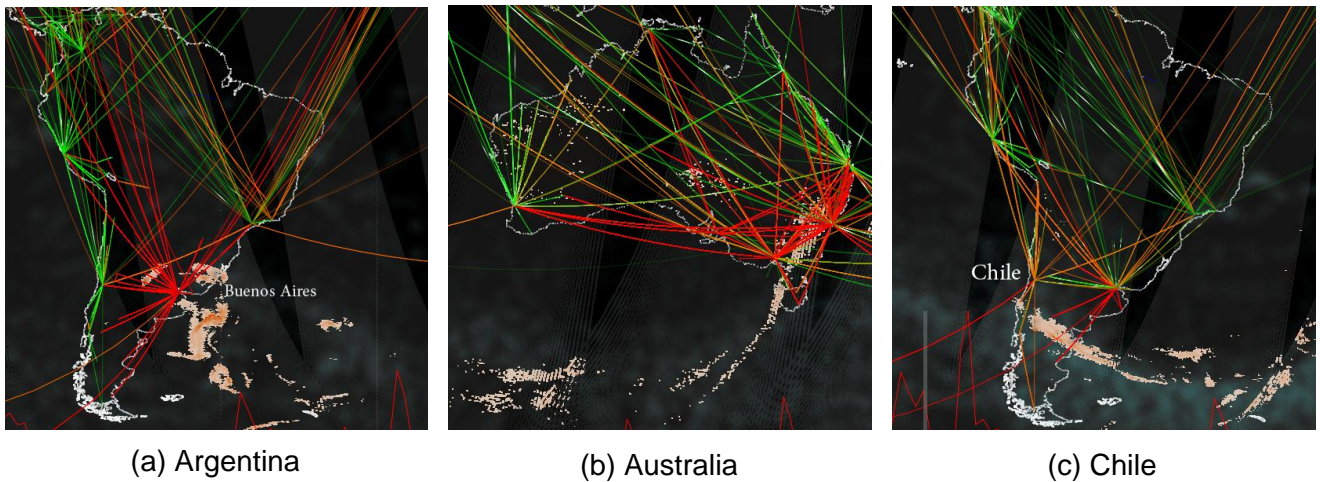 Buenos Aires
Chile
(a) Argentina
(b) Australia
(c) Chile